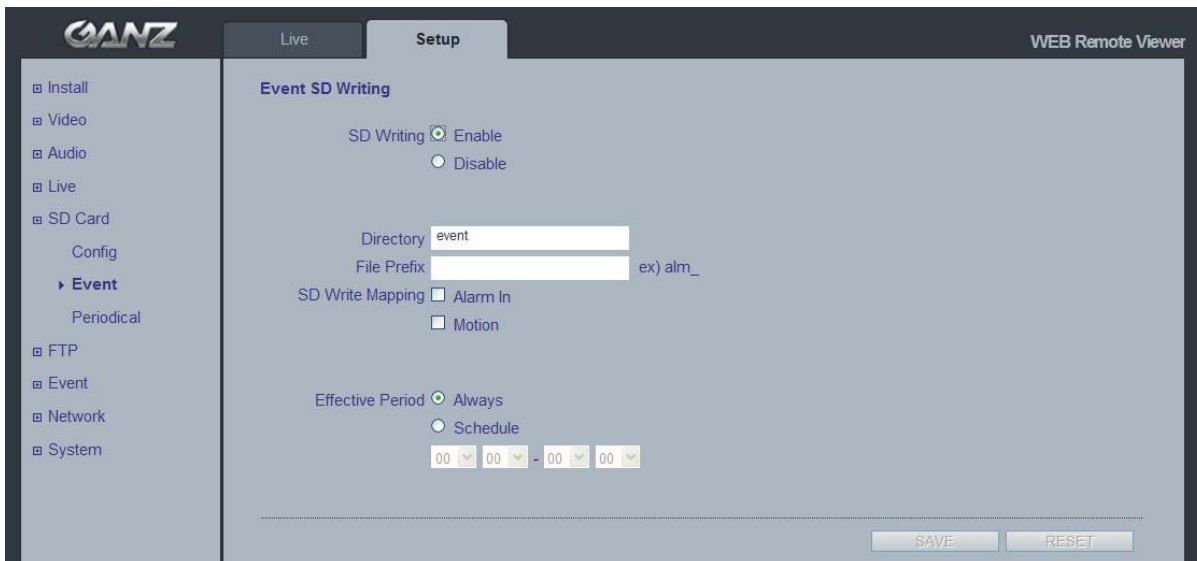 GANZ
Live
Setup
WEB Remote Viewer
Install
Video
Audio
Live
SD Card
Config
Event
Periodical
FTP
Event
Network
System
Event SD Writing
SD Writing Enable
Disable
Directory event
File Prefix ex) alm_
SD Write Mapping Alarm In
Motion
Effective Period Always
Schedule
00 00 - 00 00
SAVE RESET